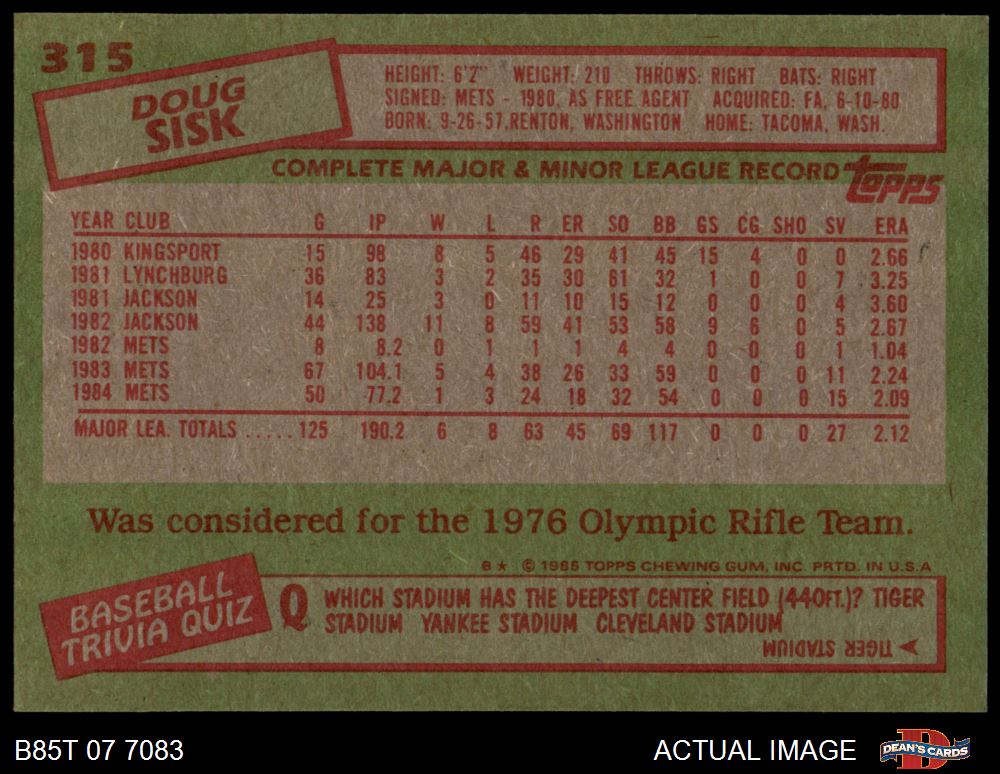 315
DOUG
SISK
HEIGHT: 6'2" WEIGHT: 210 THROWS: RIGHT BATS: RIGHT
SIGNED: METS - 1980, AS FREE AGENT ACQUIRED: FA, 6-10-80
BORN: 9-26-57, RENTON, WASHINGTON HOME: TACOMA, WASH.
COMPLETE MAJOR & MINOR LEAGUE RECORD topps
YEAR CLUB G IP W L R ER SO BB GS CG SHO SV ERA
1980 KINGSPORT 15 98 8 5 46 29 41 45 15 4 0 0 2.66
1981 LYNCHBURG 36 83 3 2 35 30 61 32 1 0 0 7 3.25
1981 JACKSON 14 25 3 0 11 10 15 12 0 0 0 4 3.60
1982 JACKSON 44 138 11 8 59 41 53 58 9 6 0 5 2.67
1982 METS 8 8.2 0 1 1 1 4 4 0 0 0 1 1.04
1983 METS 67 104.1 5 4 38 26 33 59 0 0 0 11 2.24
1984 METS 50 77.2 1 3 24 18 32 54 0 0 0 15 2.09
MAJOR LEA. TOTALS ..... 125 190.2 6 8 63 45 69 117 0 0 0 27 2.12
Was considered for the 1976 Olympic Rifle Team.
B★ © 1985 TOPPS CHEWING GUM, INC. PRTD. IN U.S.A
BASEBALL
TRIVIA QUIZ
Q WHICH STADIUM HAS THE DEEPEST CENTER FIELD (440FT.)? TIGER
STADIUM YANKEE STADIUM CLEVELAND STADIUM
TIGER STADIUM
B85T 07 7083
ACTUAL IMAGE
DEAN'S CARDS